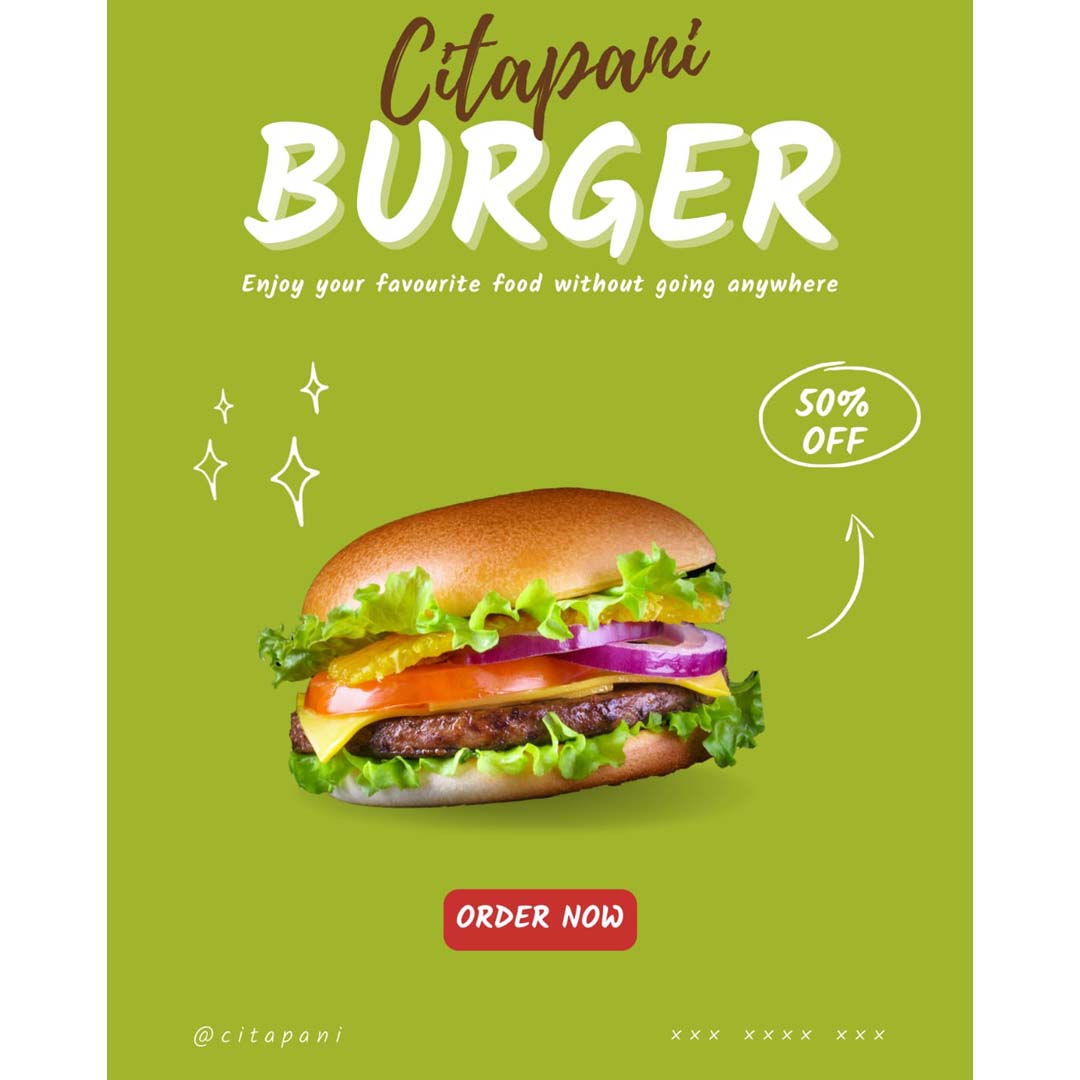 Citapani
BURGER
Enjoy your favourite food without going anywhere
50%
OFF
ORDER NOW
@citapani
xxx xxxx xxx